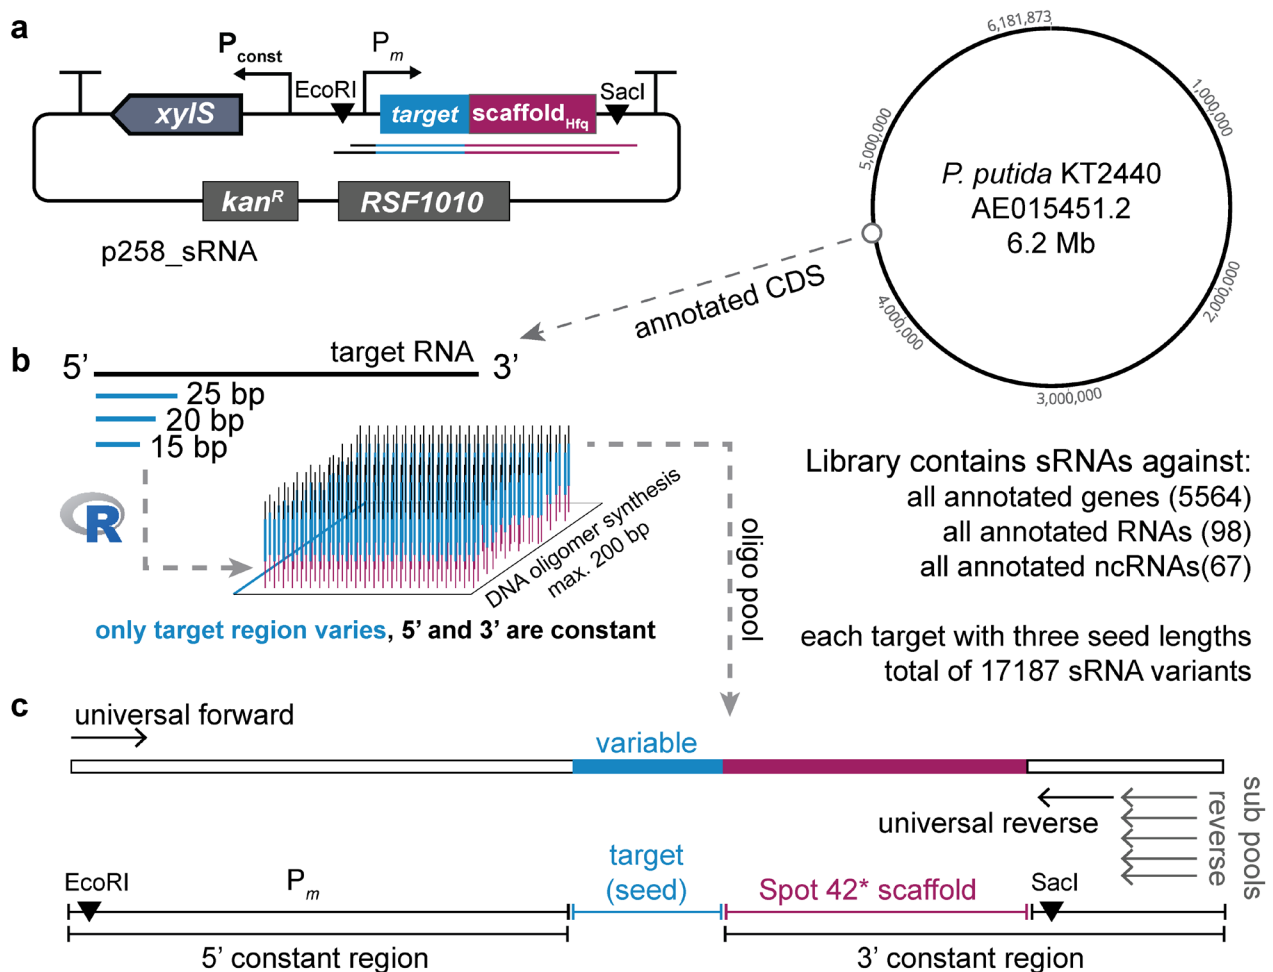 a
Pconst
Pm
EcoRI
SacI
xylS
target
scaffoldHfq
kanR
RSF1010
p258_sRNA
6,181,873
1,000,000
2,000,000
3,000,000
4,000,000
5,000,000
P. putida KT2440
AE015451.2
6.2 Mb
annotated CDS
b
5’
target RNA
3’
25 bp
20 bp
15 bp
R
DNA oligomer synthesis
max. 200 bp
only target region varies, 5’ and 3’ are constant
oligo pool
Library contains sRNAs against:
all annotated genes (5564)
all annotated RNAs (98)
all annotated ncRNAs(67)
each target with three seed lengths
total of 17187 sRNA variants
c
universal forward
variable
universal reverse
reverse
sub pools
EcoRI
Pm
target
(seed)
Spot 42* scaffold
SacI
5’ constant region
3’ constant region